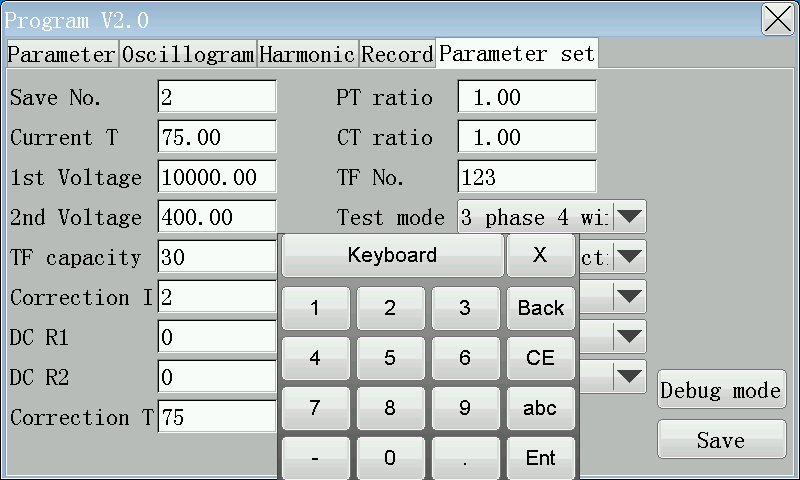 Program V2.0
Parameter Oscillogram Harmonic Record Parameter set
Save No. 2 PT ratio 1.00
Current T 75.00 CT ratio 1.00
1st Voltage 10000.00 TF No. 123
2nd Voltage 400.00 Test mode 3 phase 4 wi
TF capacity 30 Keyboard X
Correction I 2 1 2 3 Back
DC R1 0 4 5 6 CE
DC R2 0 7 8 9 abc Debug mode
Correction T 75 - 0 . Ent Save